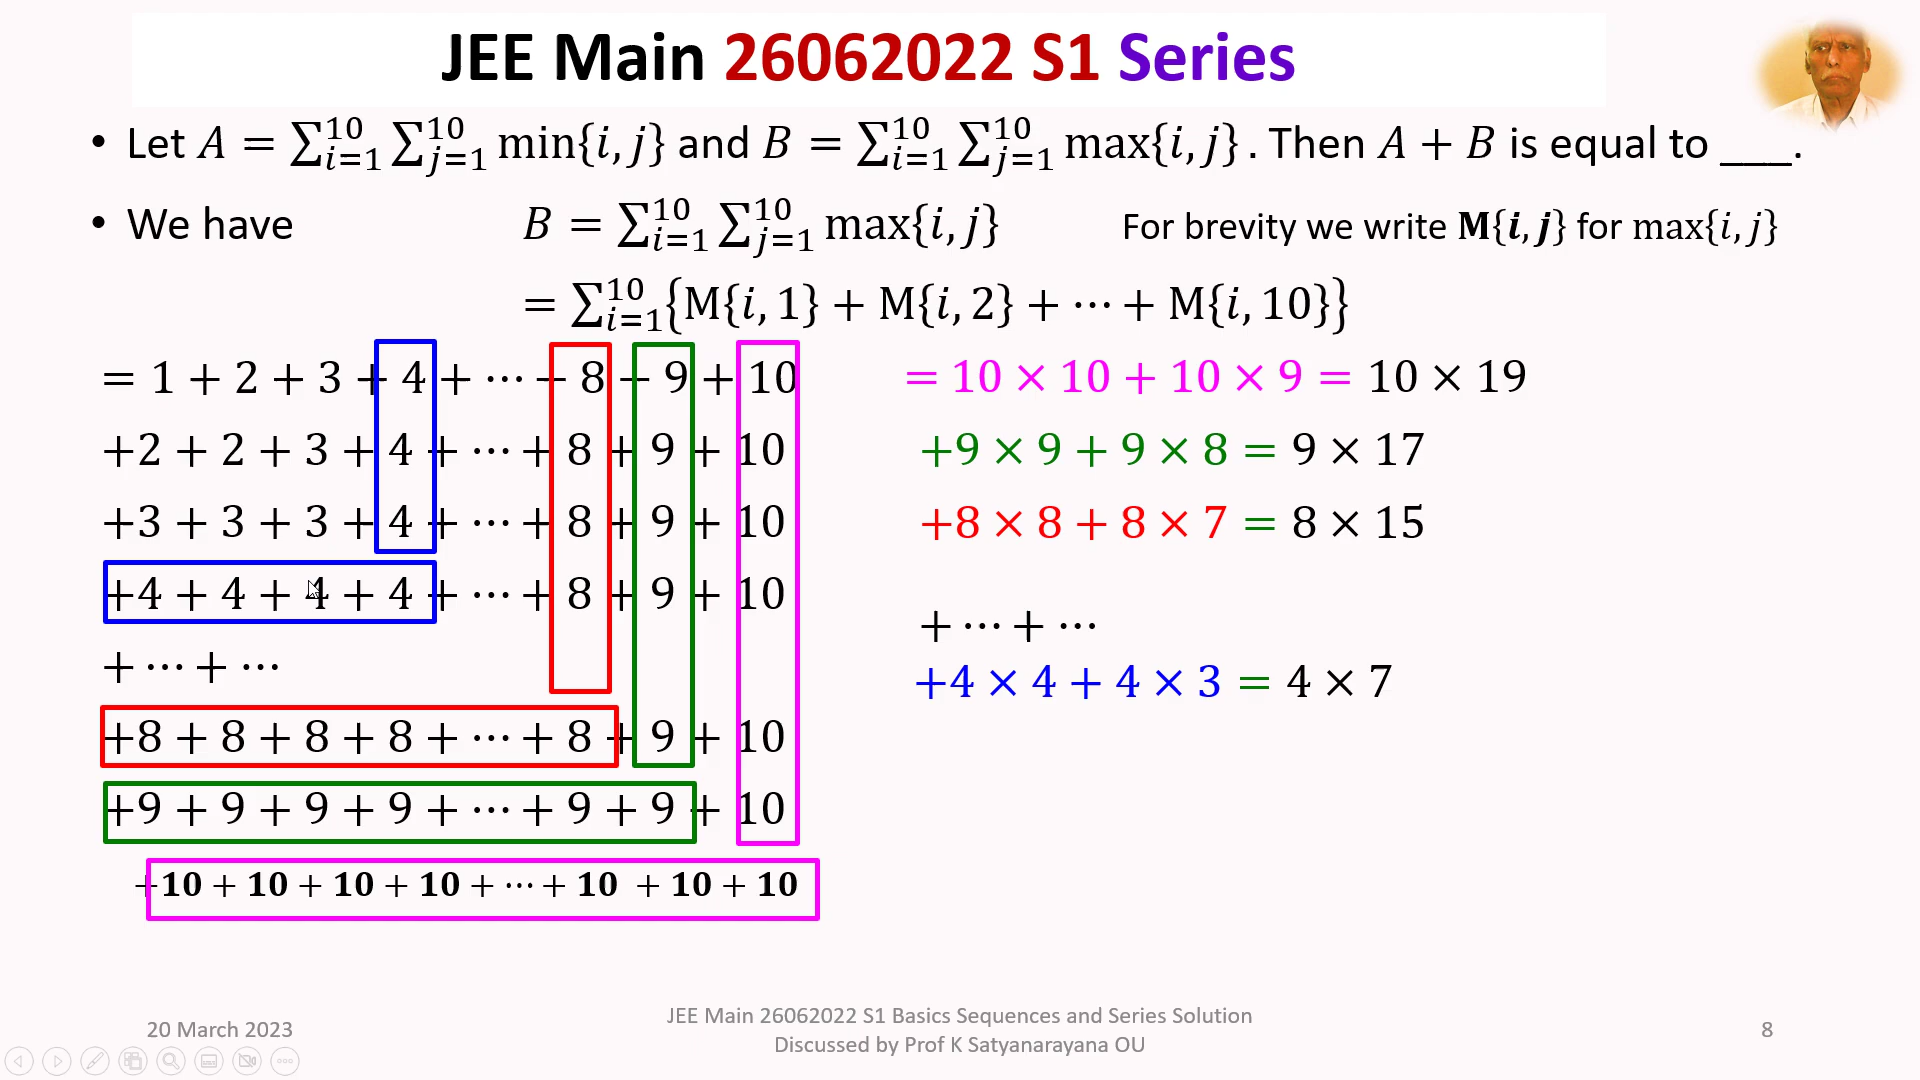 JEE Main 26062022 S1 Series
• Let A = ∑_{i=1}^{10} ∑_{j=1}^{10} min{i, j} and B = ∑_{i=1}^{10} ∑_{j=1}^{10} max{i, j} . Then A + B is equal to ___.
• We have B = ∑_{i=1}^{10} ∑_{j=1}^{10} max{i, j} For brevity we write M{i, j} for max{i, j}
= ∑_{i=1}^{10} {M{i, 1} + M{i, 2} + ⋯ + M{i, 10}}
= 1 + 2 + 3 + 4 + ⋯ + 8 + 9 + 10
+2 + 2 + 3 + 4 + ⋯ + 8 + 9 + 10
+3 + 3 + 3 + 4 + ⋯ + 8 + 9 + 10
+4 + 4 + 4 + 4 + ⋯ + 8 + 9 + 10
+ ⋯ + ⋯
+8 + 8 + 8 + 8 + ⋯ + 8 + 9 + 10
+9 + 9 + 9 + 9 + ⋯ + 9 + 9 + 10
+10 + 10 + 10 + 10 + ⋯ + 10 + 10 + 10
= 10 × 10 + 10 × 9 = 10 × 19
+9 × 9 + 9 × 8 = 9 × 17
+8 × 8 + 8 × 7 = 8 × 15
+ ⋯ + ⋯
+4 × 4 + 4 × 3 = 4 × 7
20 March 2023
JEE Main 26062022 S1 Basics Sequences and Series Solution
Discussed by Prof K Satyanarayana OU
8